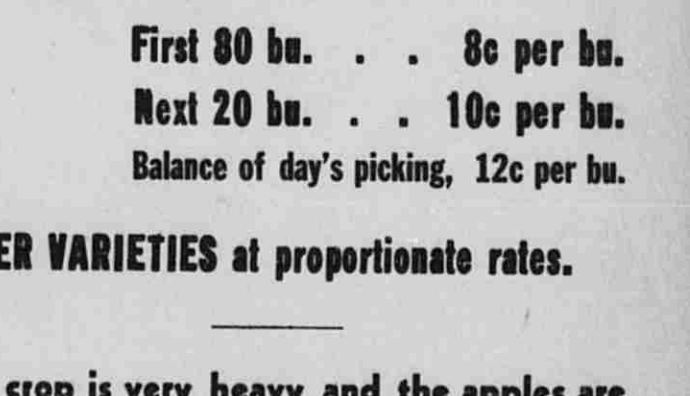 First 80 bu. . . 8c per bu.
Next 20 bu. . . 10c per bu.
Balance of day's picking, 12c per bu.
VARIETIES at proportionate rates.
crop is very heavy and the apples are